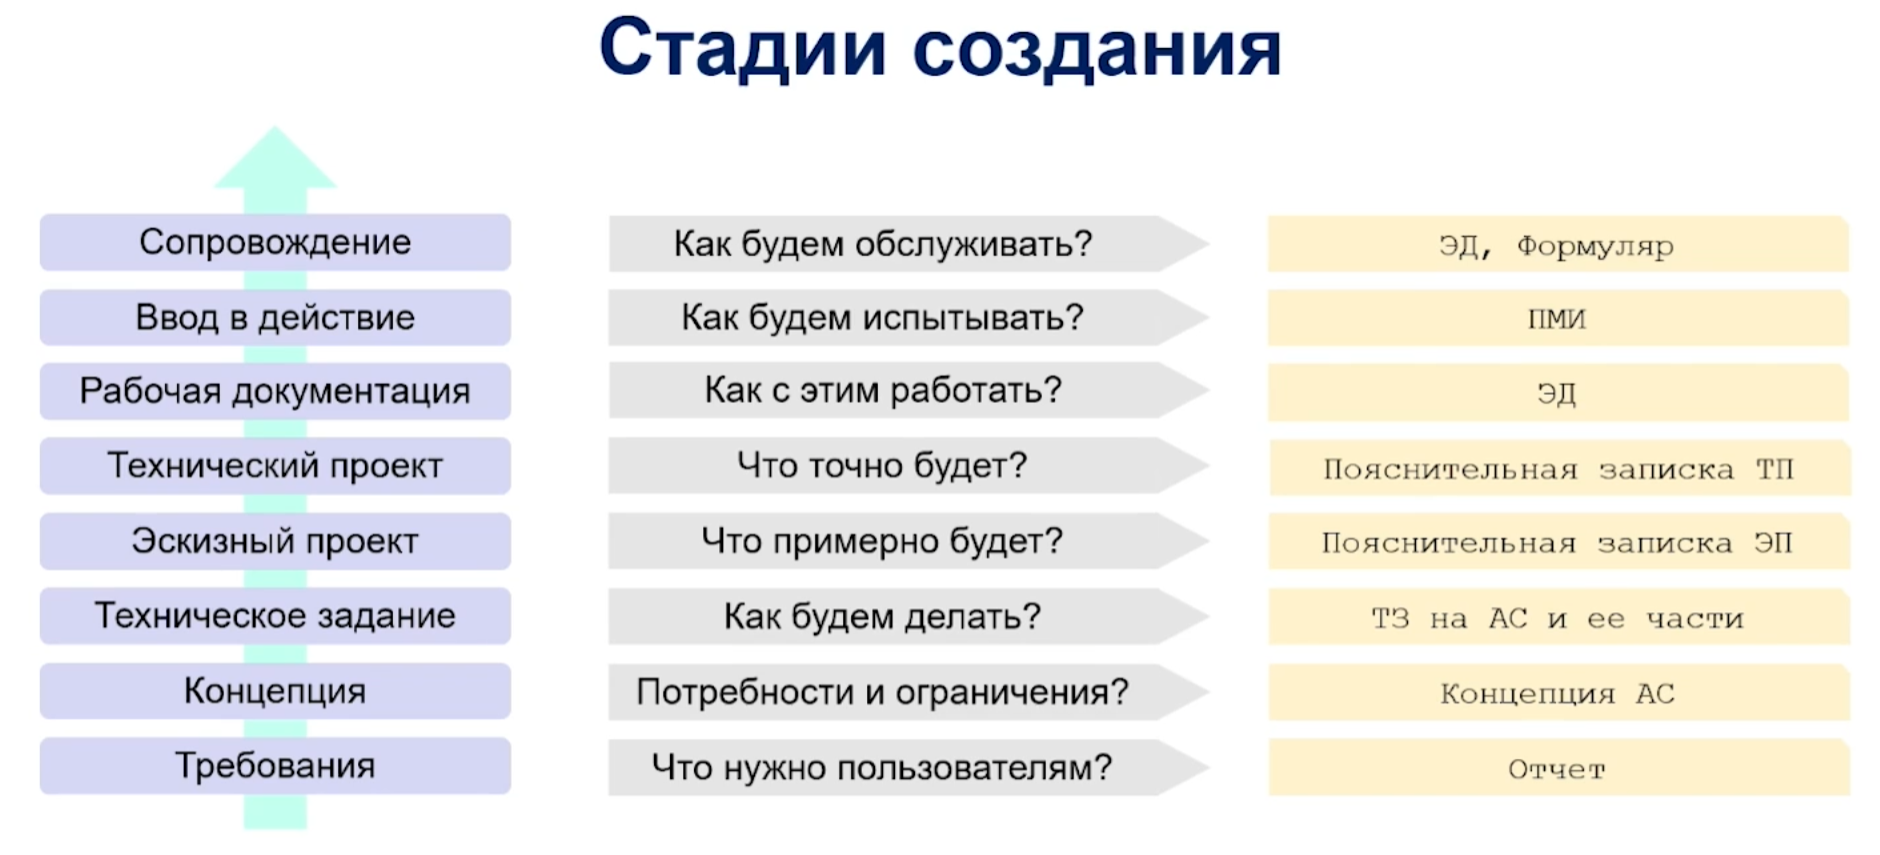 Стадии создания
Сопровождение
Как будем обслуживать?
ЭД, Формуляр
Ввод в действие
Как будем испытывать?
ПМИ
Рабочая документация
Как с этим работать?
ЭД
Технический проект
Что точно будет?
Пояснительная записка ТП
Эскизный проект
Что примерно будет?
Пояснительная записка ЭП
Техническое задание
Как будем делать?
ТЗ на АС и ее части
Концепция
Потребности и ограничения?
Концепция АС
Требования
Что нужно пользователям?
Отчет